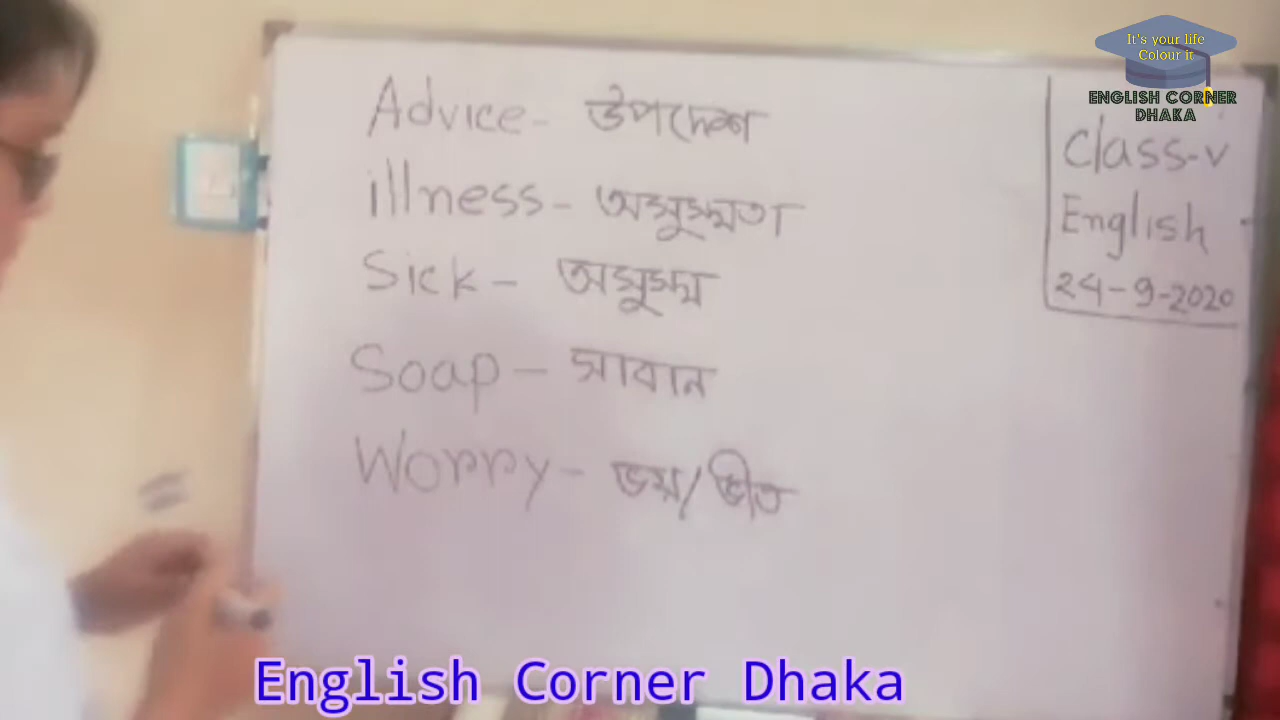 It's your life
Colour it
ENGLISH CORNER
DHAKA
Class-v
English
24-9-2020
Advice- উপদেশ
illness- অসুস্থতা
Sick- অসুস্থ
Soap- সাবান
Worry- ভয়/ভীত
English Corner Dhaka